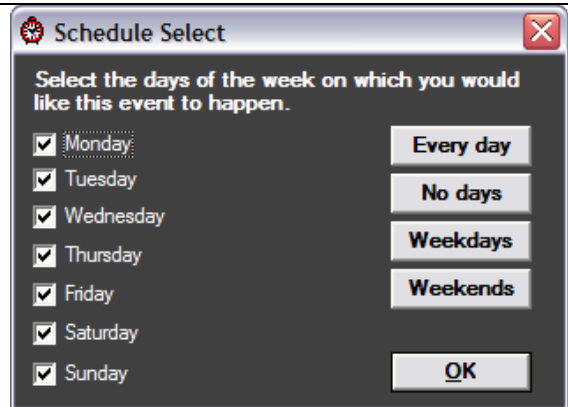 Schedule Select
Select the days of the week on which you would
like this event to happen.
Monday
Every day
Tuesday
No days
Wednesday
Weekdays
Thursday
Friday
Weekends
Saturday
Sunday
OK